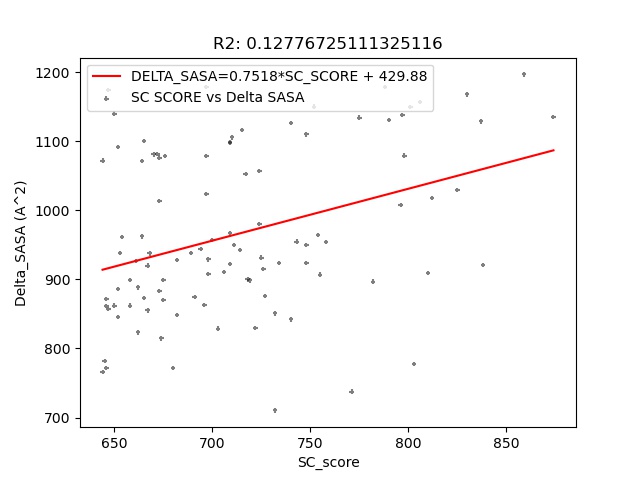 R2: 0.12776725111325116
DELTA_SASA=0.7518*SC_SCORE + 429.88
SC SCORE vs Delta SASA
Delta_SASA (A^2)
1200
1100
1000
900
800
700
650 700 750 800 850
SC_score